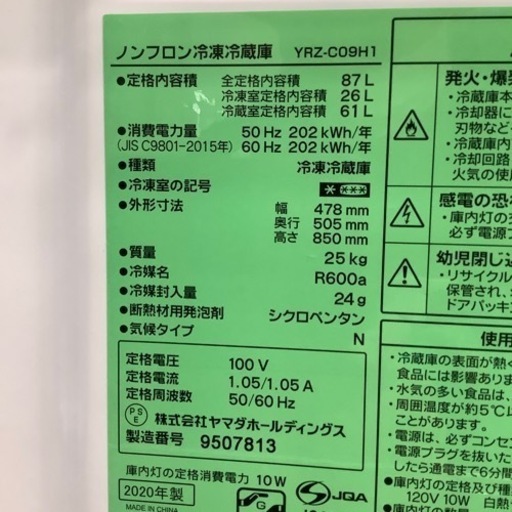 ノンフロン冷凍冷蔵庫 YRZ-C09H1
●定格内容積 全定格内容積 87 L
冷凍室定格内容積 26 L
冷蔵室定格内容積 61 L
●消費電力量 50 Hz 202 kWh/年
(JIS C9801-2015年) 60 Hz 202 kWh/年
●種類 冷凍冷蔵庫
●冷凍室の記号
●外形寸法 幅 478 mm
奥行 505 mm
高さ 850 mm
●質量 25 kg
●冷媒名 R600a
●冷媒封入量 24 g
●断熱材用発泡剤 シクロペンタン
●気候タイプ N
定格電圧 100 V
定格電流 1.05/1.05 A
定格周波数 50/60 Hz
PSE 株式会社ヤマダホールディングス
製造番号 9507813
庫内灯の定格消費電力 10W
2020年製
MADE IN CHINA
G
JQA
発火・爆発
・冷蔵庫本
・冷却器に
刃物など
・冷蔵庫内
・冷却回路
火気の使用
感電の恐れ
・庫内灯の
必ず電源プ
幼児閉じ込
・リサイクル
保管され、
ドアパッキン
使用
・冷蔵庫の表面が熱く
食品には影響あり
・水気の多い食品は、
・周囲温度が約5℃以
・電源は、必ずコンセ
・電源プラグを抜いた
したら通電まで6分間
・庫内灯の定格及び種
120V 10W 白熱